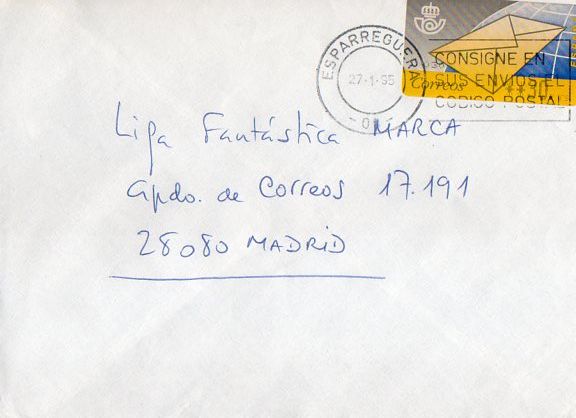 ESPARREGUERA
27-1-95
CONSIGNE EN
SUS ENVIOS EL
CODIGO POSTAL
Correos
Liga Fantástica MARCA
apdo. de Correos 17.191
28080 MADRID